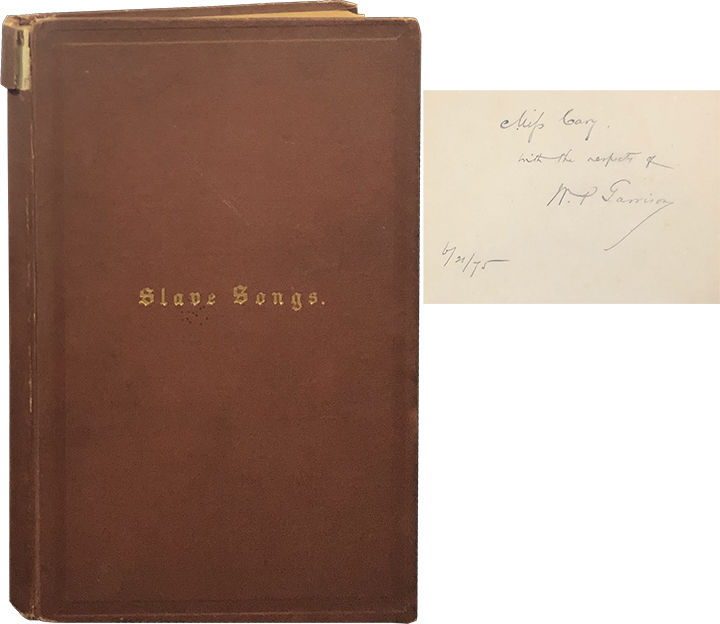 Slave Songs.
Miss Cary.
with the respects of
W. P. Garrison
6/21/75